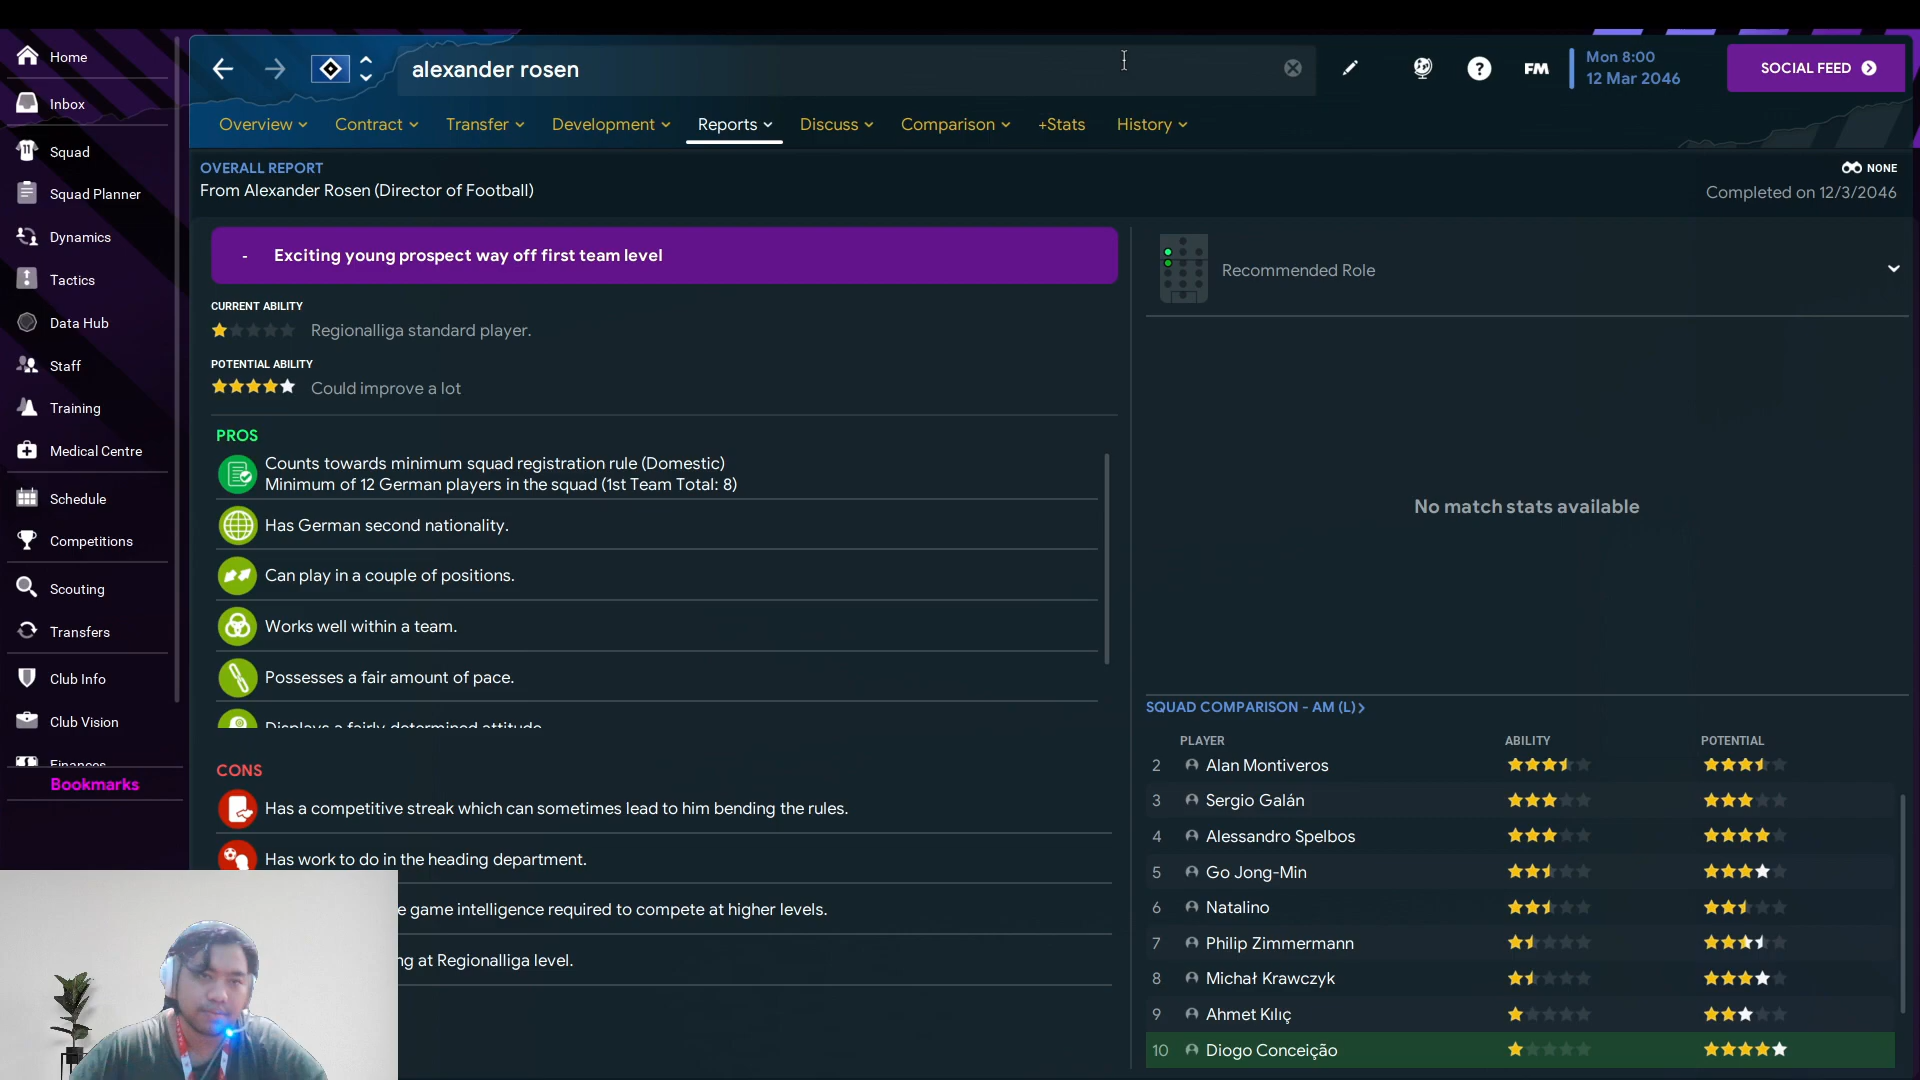 Home
Inbox
Squad
Squad Planner
Dynamics
Tactics
Data Hub
Staff
Training
Medical Centre
Schedule
Competitions
Scouting
Transfers
Club Info
Club Vision
Finances
Bookmarks
alexander rosen
FM
Mon 8:00
12 Mar 2046
SOCIAL FEED
Overview
Contract
Transfer
Development
Reports
Discuss
Comparison
+Stats
History
OVERALL REPORT
From Alexander Rosen (Director of Football)
NONE
Completed on 12/3/2046
- Exciting young prospect way off first team level
CURRENT ABILITY
Regionalliga standard player.
POTENTIAL ABILITY
Could improve a lot
PROS
Counts towards minimum squad registration rule (Domestic)
Minimum of 12 German players in the squad (1st Team Total: 8)
Has German second nationality.
Can play in a couple of positions.
Works well within a team.
Possesses a fair amount of pace.
Displays a fairly determined attitude
CONS
Has a competitive streak which can sometimes lead to him bending the rules.
Has work to do in the heading department.
e game intelligence required to compete at higher levels.
ng at Regionalliga level.
Recommended Role
No match stats available
SQUAD COMPARISON - AM (L)
PLAYER ABILITY POTENTIAL
2 Alan Montiveros
3 Sergio Galán
4 Alessandro Spelbos
5 Go Jong-Min
6 Natalino
7 Philip Zimmermann
8 Michał Krawczyk
9 Ahmet Kılıç
10 Diogo Conceição